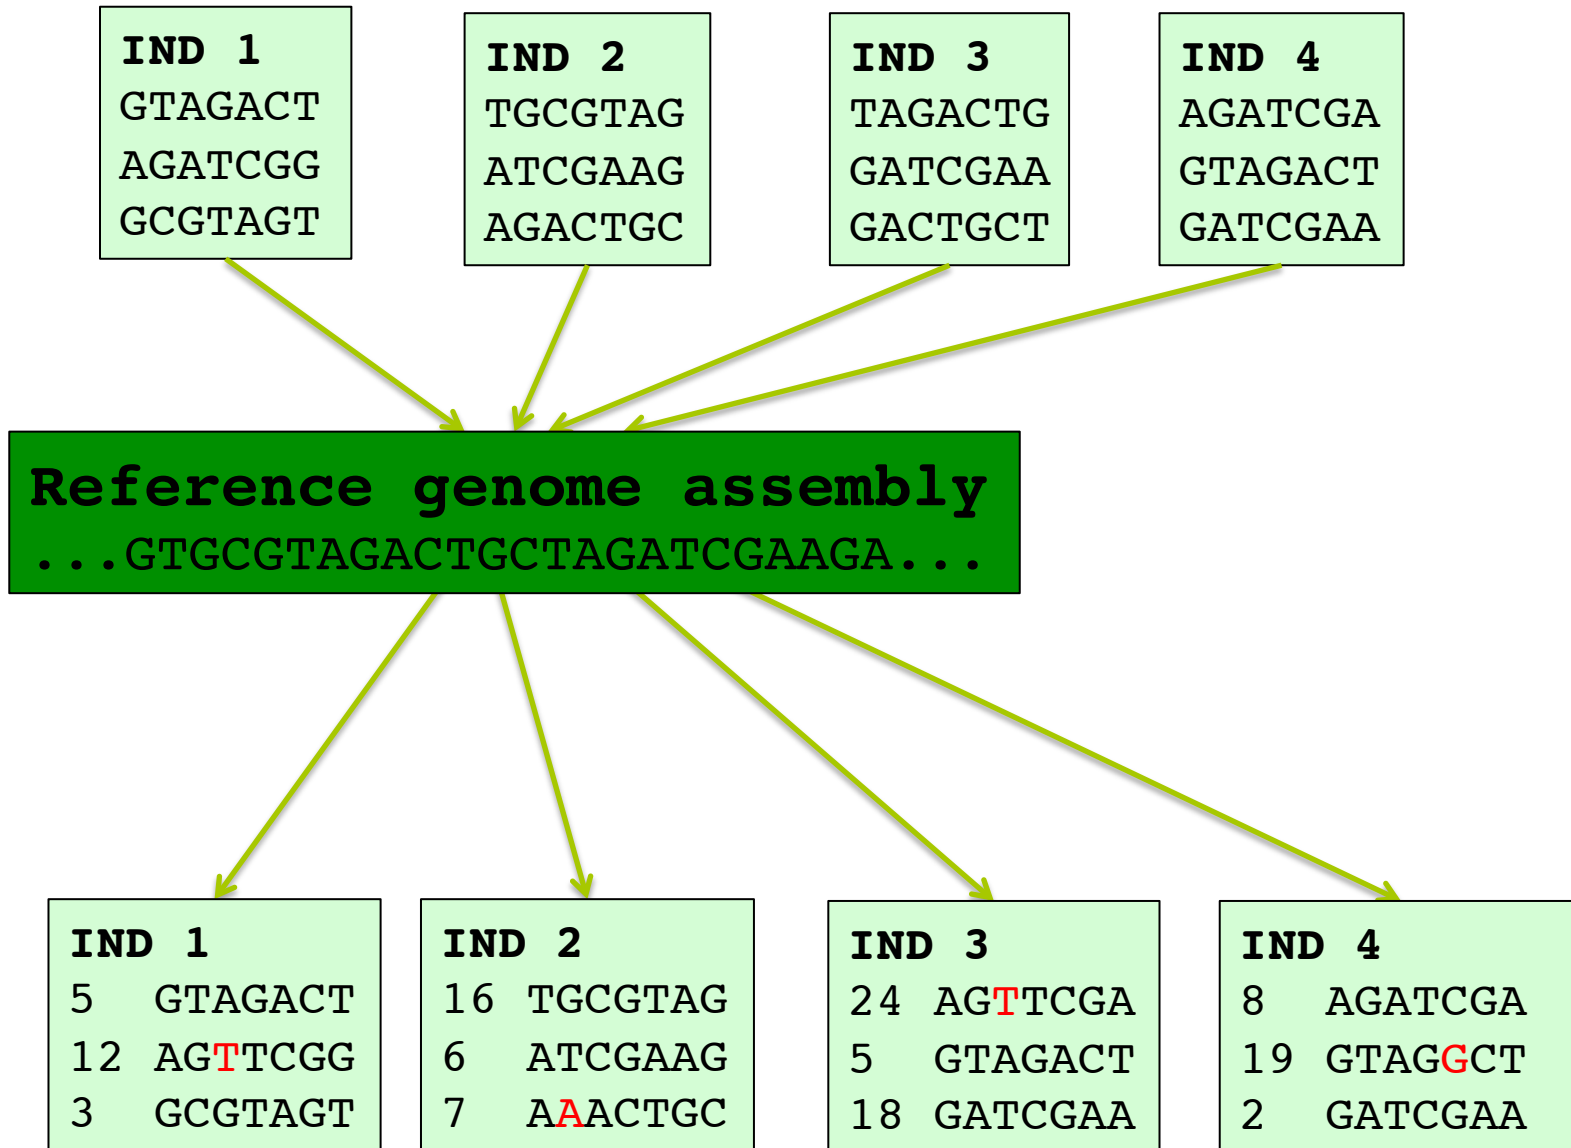 IND 1
GTAGACT
AGATCGG
GCGTAGT
IND 2
TGCGTAG
ATCGAAG
AGACTGC
IND 3
TAGACTG
GATCGAA
GACTGCT
IND 4
AGATCGA
GTAGACT
GATCGAA
Reference genome assembly
...GTGCGTAGACTGCTAGATCGAAGA...
IND 1
5 GTAGACT
12 AGTTCGG
3 GCGTAGT
IND 2
16 TGCGTAG
6 ATCGAAG
7 AAACTGC
IND 3
24 AGTTCGA
5 GTAGACT
18 GATCGAA
IND 4
8 AGATCGA
19 GTAGGCT
2 GATCGAA